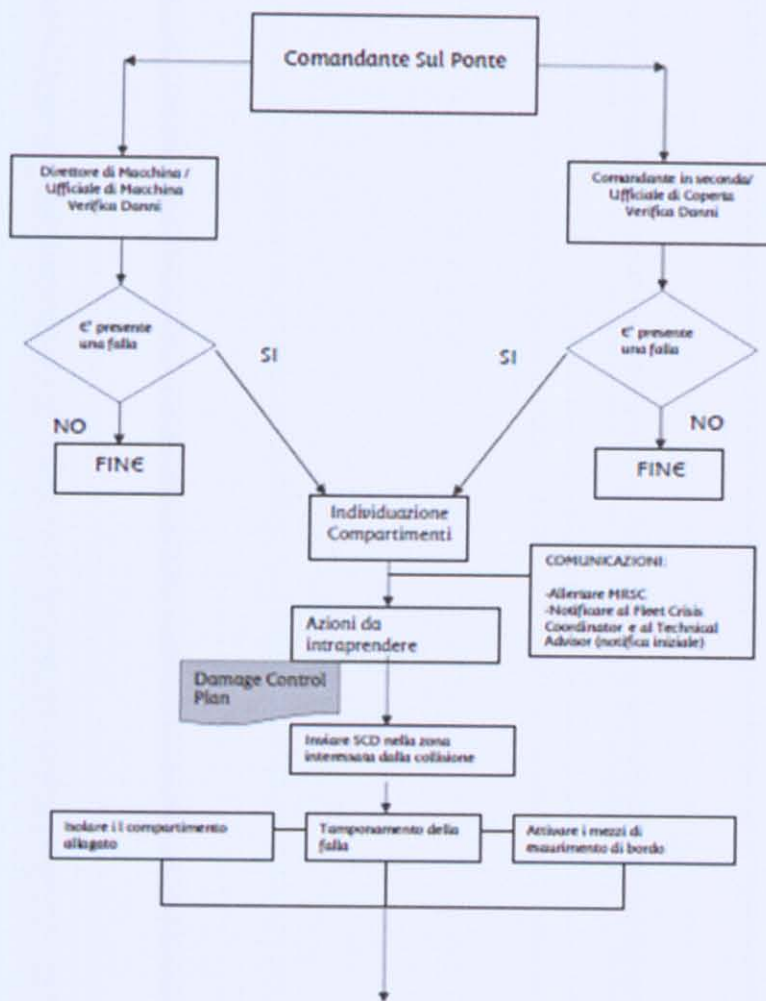 Comandante Sul Ponte
Direttore di Macchina /
Ufficiale di Macchina
Verifica Danni
Comandante in seconda/
Ufficiale di Coperta
Verifica Danni
E' presente
una falla
E' presente
una falla
SI
SI
NO
NO
FINE
FINE
Individuazione
Compartimenti
COMUNICAZIONI:
-Allertare MRSC
-Notificare al Fleet Crisis
Coordinator e al Technical
Advisor (notifica iniziale)
Azioni da
intraprendere
Damage Control
Plan
Inviare SCD nella zona
interessata dalla collisione
Isolare i l compartimento
allagato
Tamponamento della
falla
Attivare i mezzi di
esaurimento di bordo